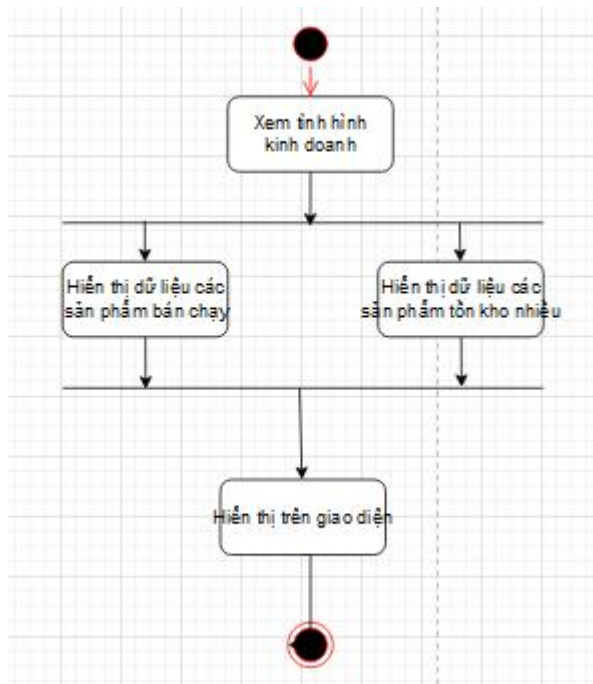 Xem tình hình
kinh doanh
Hiển thị dữ liệu các
sản phẩm bán chạy
Hiển thị dữ liệu các
sản phẩm tồn kho nhiều
Hiển thị trên giao diện